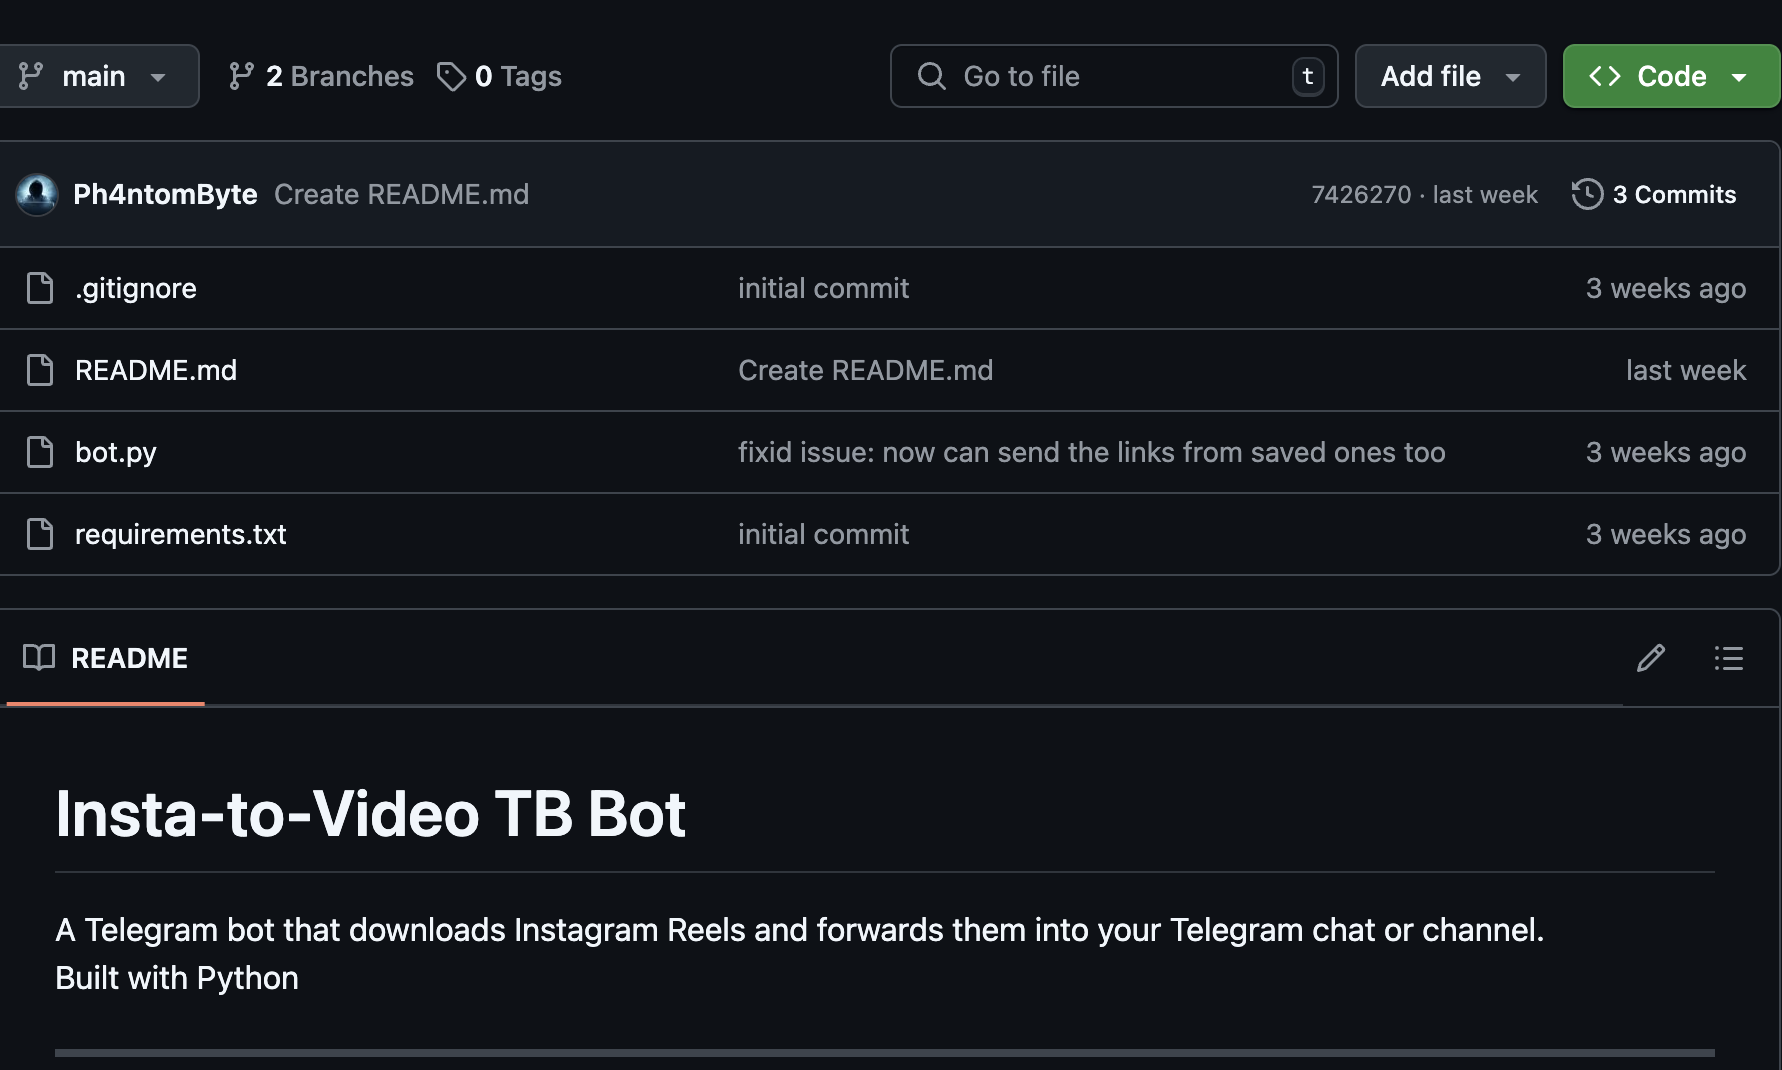 main 2 Branches 0 Tags Go to file t Add file Code
Ph4ntomByte Create README.md 7426270 · last week 3 Commits
.gitignore initial commit 3 weeks ago
README.md Create README.md last week
bot.py fixid issue: now can send the links from saved ones too 3 weeks ago
requirements.txt initial commit 3 weeks ago
README
Insta-to-Video TB Bot
A Telegram bot that downloads Instagram Reels and forwards them into your Telegram chat or channel.
Built with Python